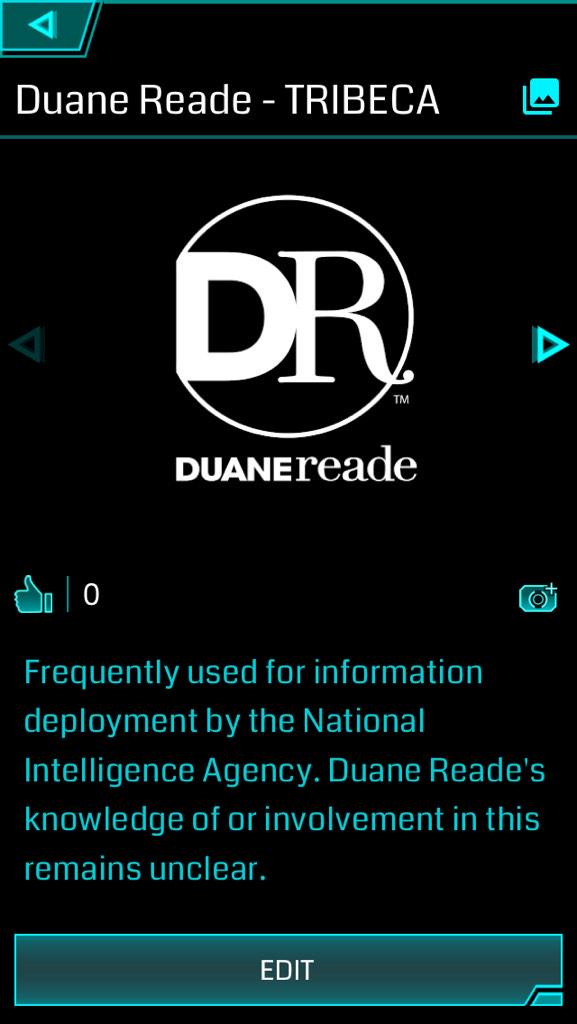 Duane Reade - TRIBECA
DR
TM
DUANEreade
0
Frequently used for information
deployment by the National
Intelligence Agency. Duane Reade's
knowledge of or involvement in this
remains unclear.
EDIT